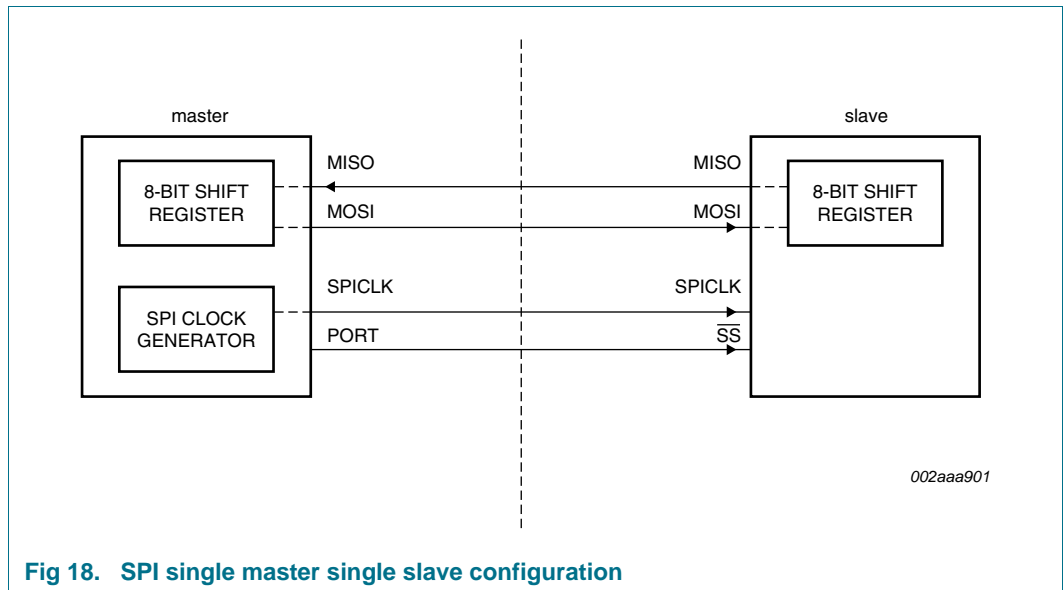 master
slave
MISO
MISO
8-BIT SHIFT
REGISTER
8-BIT SHIFT
REGISTER
MOSI
MOSI
SPICLK
SPICLK
SPI CLOCK
GENERATOR
PORT
S̅S̅
002aaa901
Fig 18. SPI single master single slave configuration